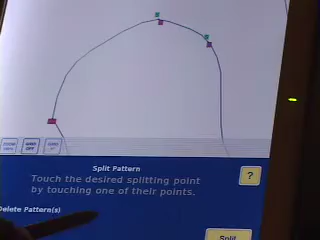 Split Pattern
Touch the desired splitting point
by touching one of their points.
?
Delete Pattern(s)
Split